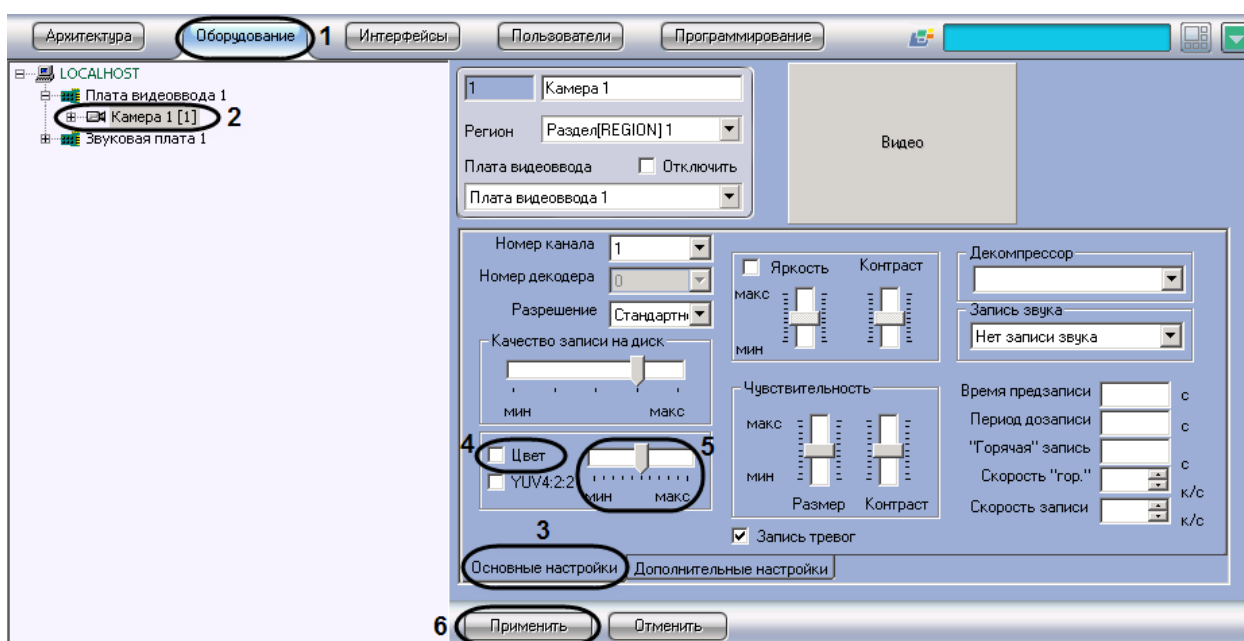 Архитектура Оборудование 1 Интерфейсы Пользователи Программирование
LOCALHOST
Плата видеоввода 1
Камера 1 [1] 2
Звуковая плата 1
1 Камера 1
Регион Раздел[REGION] 1
Плата видеоввода Отключить
Плата видеоввода 1
Видео
Номер канала 1
Номер декодера 0
Разрешение Стандартн
Качество записи на диск
мин макс
4 Цвет 5
YUV4:2:2
мин макс
Яркость Контраст
макс
мин
Чувствительность
макс
мин
Размер Контраст
Запись тревог
Декомпрессор
Запись звука
Нет записи звука
Время предзаписи с
Период дозаписи с
"Горячая" запись с
Скорость "гор." к/с
Скорость записи к/с
3
Основные настройки Дополнительные настройки
6 Применить Отменить